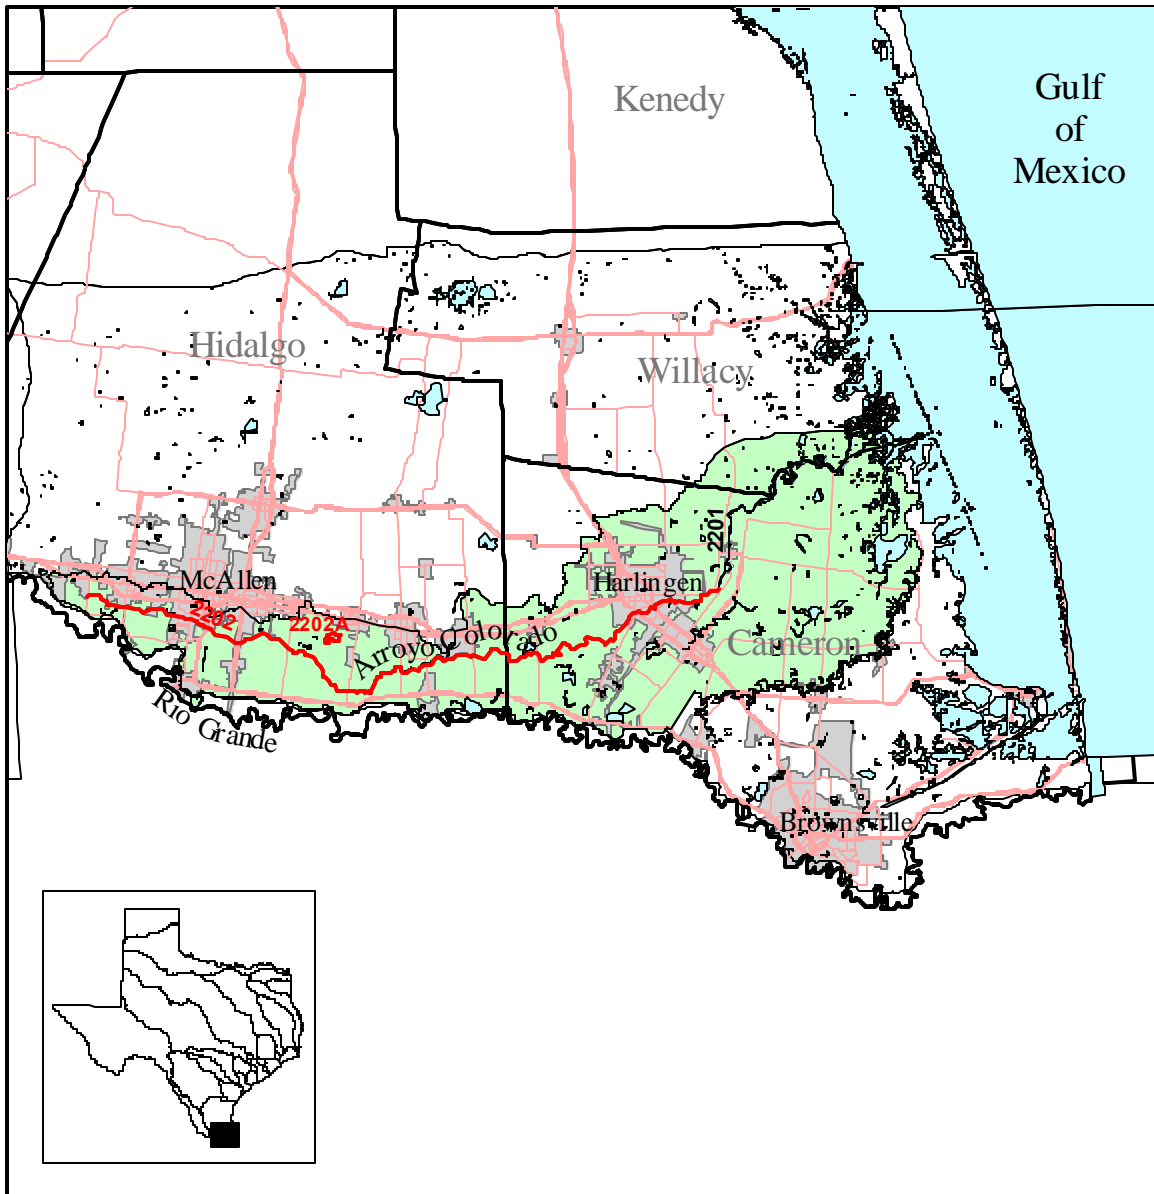 Kenedy
Gulf
of
Mexico
Hidalgo
Willacy
2201
McAllen
Harlingen
2202
2202A
Arroyo Colorado
Cameron
Rio Grande
Brownsville